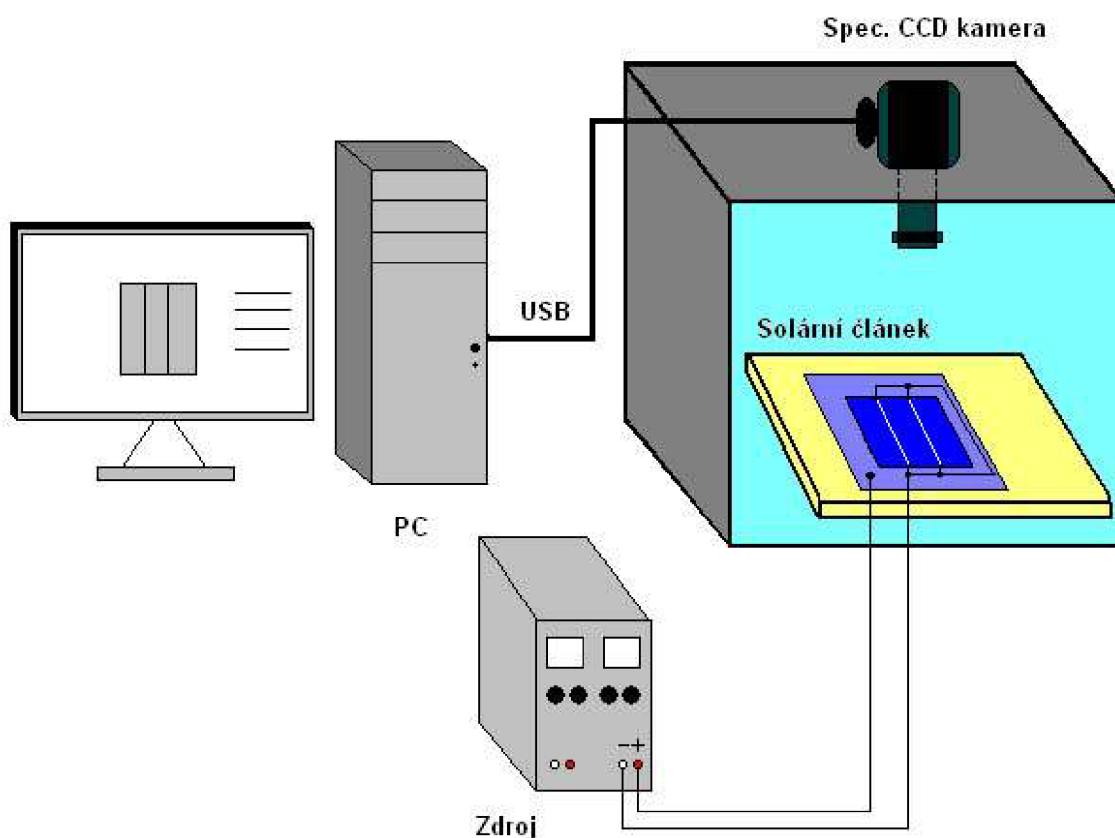 Spec. CCD kamera
USB
Solární článek
PC
− +
Zdroj